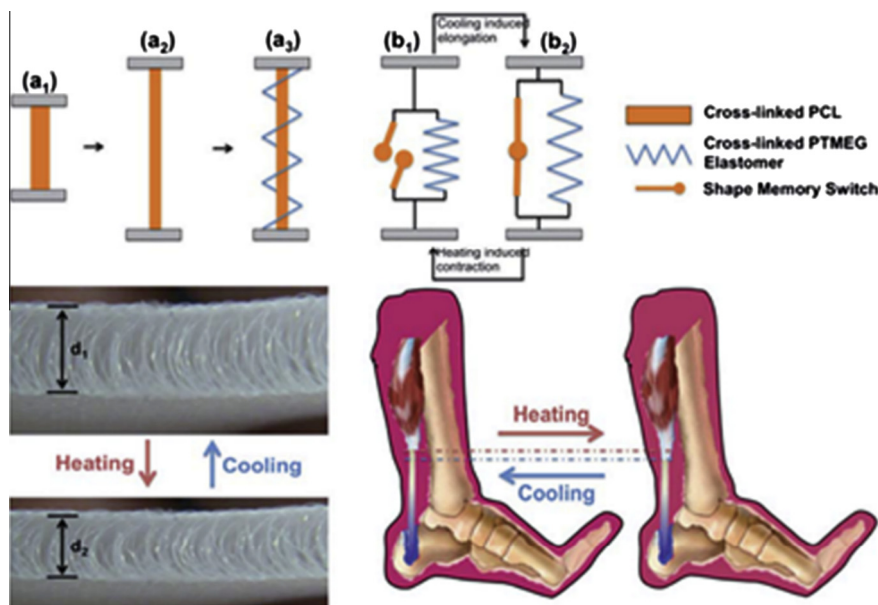 (a₁)
(a₂)
(a₃)
(b₁)
Cooling induced
elongation
(b₂)
Heating induced
contraction
Cross-linked PCL
Cross-linked PTMEG
Elastomer
Shape Memory Switch
d₁
Heating
Cooling
d₂
Heating
Cooling